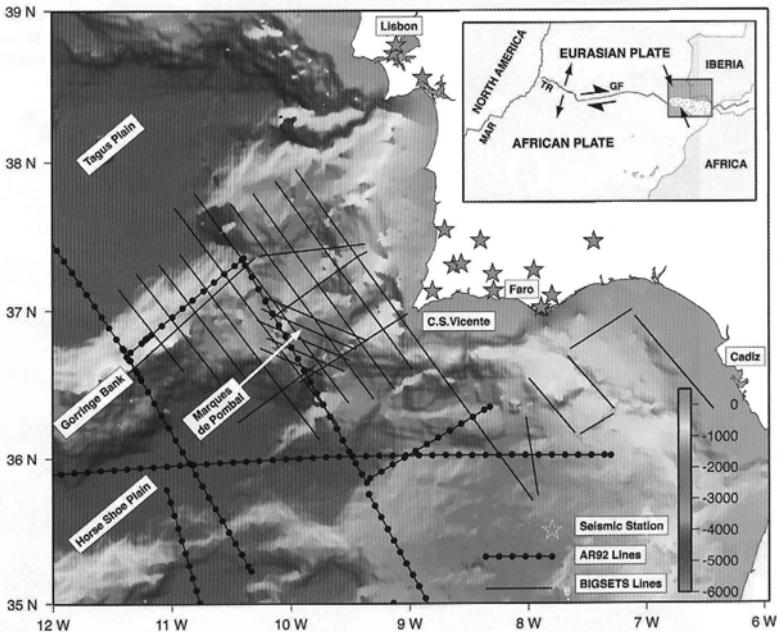 39 N
38 N
37 N
36 N
35 N
12 W
11 W
10 W
9 W
8 W
7 W
6 W
Lisbon
Tagus Plain
Gorringe Bank
Marques
de Pombal
Horse Shoe Plain
C.S.Vicente
Faro
Cadiz
NORTH AMERICA
EURASIAN PLATE
IBERIA
TR
GF
MAR
AFRICAN PLATE
AFRICA
0
-1000
-2000
-3000
-4000
-5000
-6000
Seismic Station
AR92 Lines
BIGSETS Lines